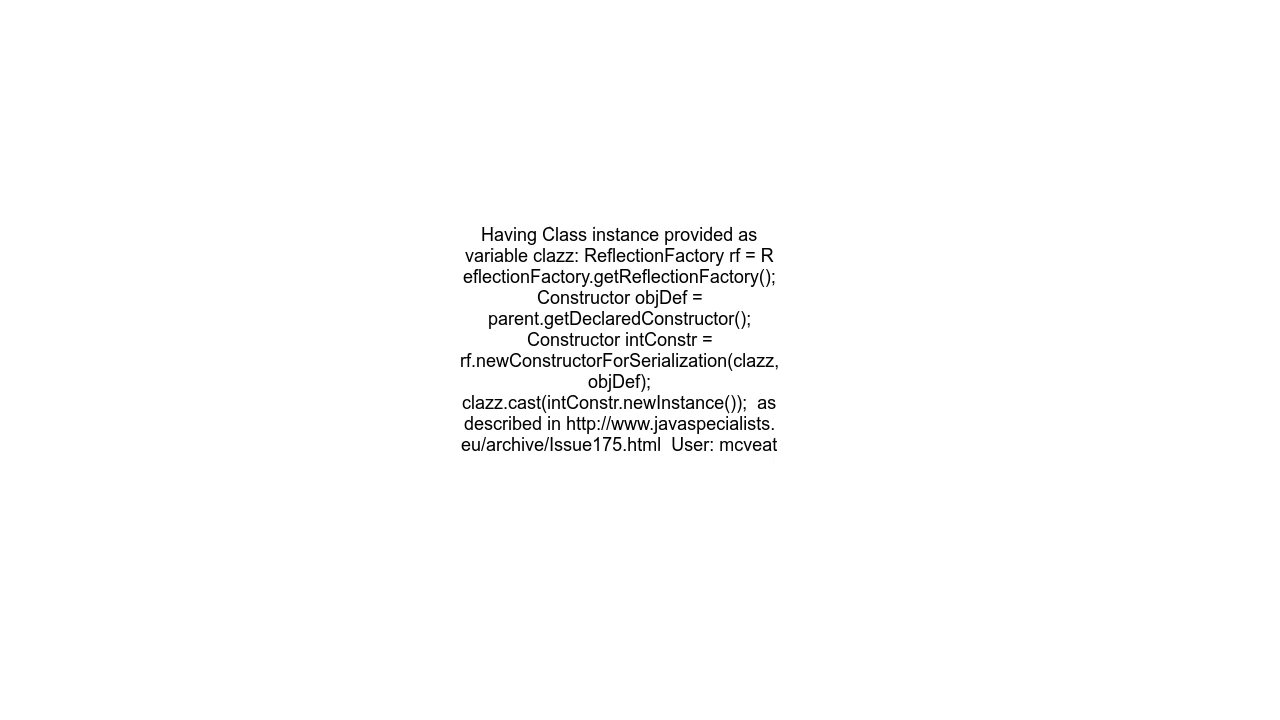 Having Class instance provided as
variable clazz: ReflectionFactory rf = R
eflectionFactory.getReflectionFactory();
Constructor objDef =
parent.getDeclaredConstructor();
Constructor intConstr =
rf.newConstructorForSerialization(clazz,
objDef);
clazz.cast(intConstr.newInstance());  as
described in http://www.javaspecialists.
eu/archive/Issue175.html  User: mcveat